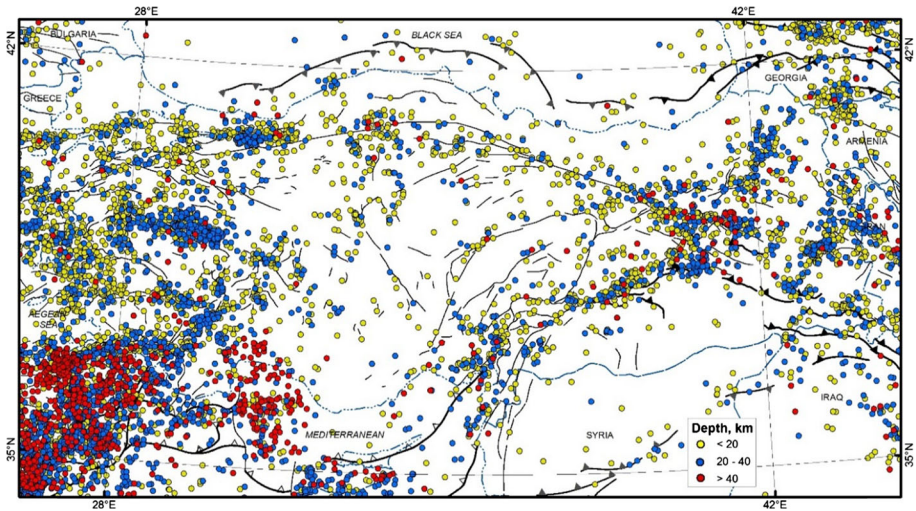 28°E
42°E
42°N
42°N
BULGARIA
BLACK SEA
GEORGIA
GREECE
ARMENIA
AEGEAN
SEA
IRAQ
MEDITERRANEAN
SYRIA
35°N
35°N
Depth, km
< 20
20 - 40
> 40
28°E
42°E